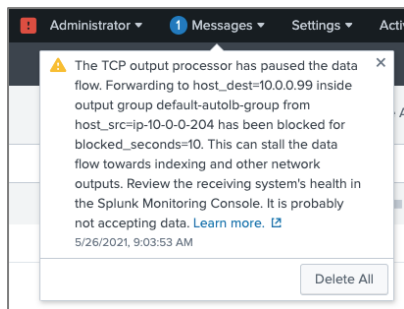 Administrator ▾ 1 Messages ▾ Settings ▾ Acti
The TCP output processor has paused the data
flow. Forwarding to host_dest=10.0.0.99 inside
output group default-autolb-group from
host_src=ip-10-0-0-204 has been blocked for
blocked_seconds=10. This can stall the data
flow towards indexing and other network
outputs. Review the receiving system's health in
the Splunk Monitoring Console. It is probably
not accepting data. Learn more.
5/26/2021, 9:03:53 AM
Delete All